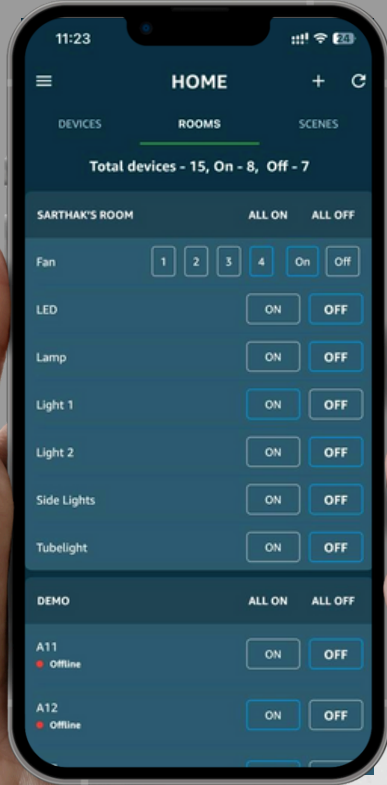 11:23 24
HOME
DEVICES ROOMS SCENES
Total devices - 15, On - 8, Off - 7
SARTHAK'S ROOM ALL ON ALL OFF
Fan 1 2 3 4 On Off
LED ON OFF
Lamp ON OFF
Light 1 ON OFF
Light 2 ON OFF
Side Lights ON OFF
Tubelight ON OFF
DEMO ALL ON ALL OFF
A11 ON OFF
Offline
A12 ON OFF
Offline